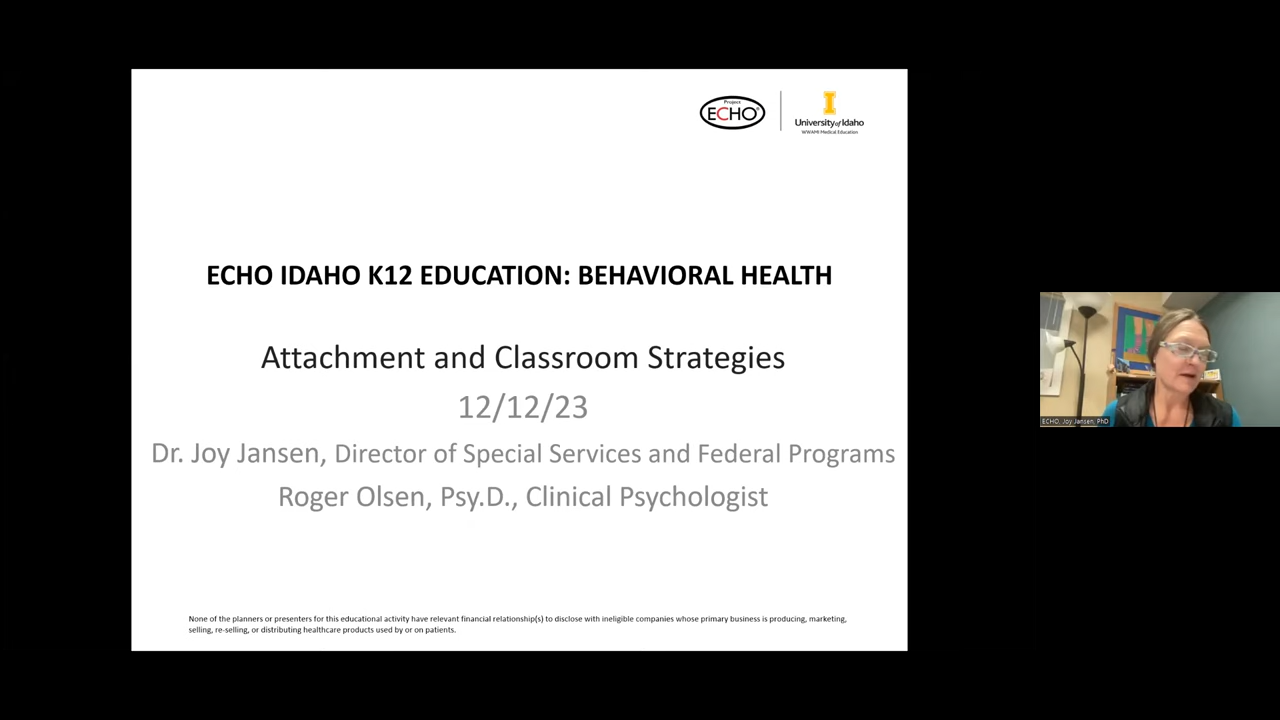 Project
ECHO®
I
University of Idaho
WWAMI Medical Education
ECHO IDAHO K12 EDUCATION: BEHAVIORAL HEALTH
Attachment and Classroom Strategies
12/12/23
Dr. Joy Jansen, Director of Special Services and Federal Programs
Roger Olsen, Psy.D., Clinical Psychologist
ECHO, Joy Jansen, PhD
None of the planners or presenters for this educational activity have relevant financial relationship(s) to disclose with ineligible companies whose primary business is producing, marketing,
selling, re-selling, or distributing healthcare products used by or on patients.